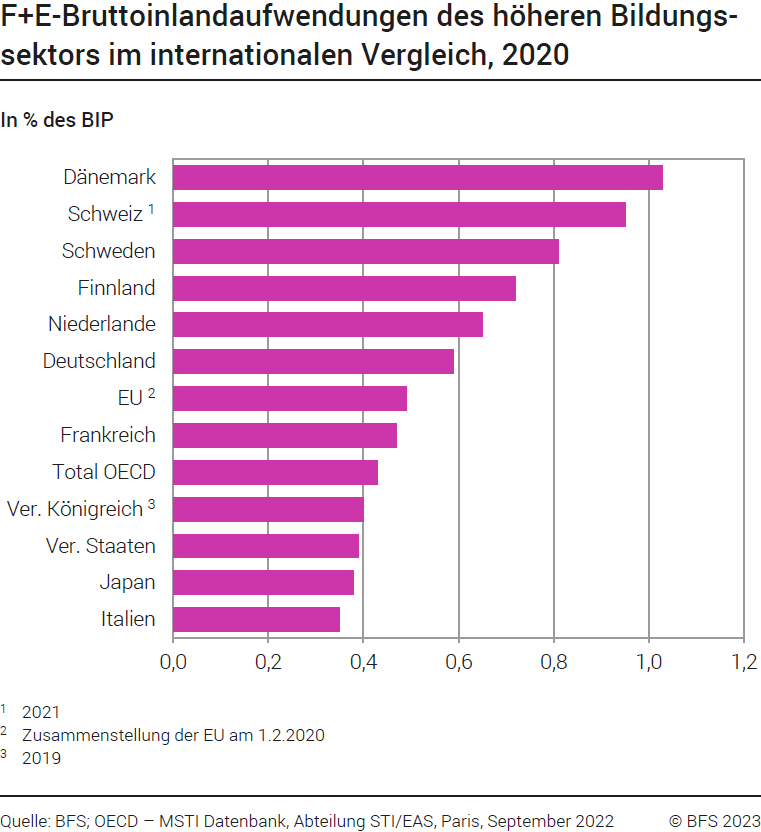 F+E-Bruttoinlandaufwendungen des höheren Bildungs-
sektors im internationalen Vergleich, 2020
In % des BIP
Dänemark
Schweiz ¹
Schweden
Finnland
Niederlande
Deutschland
EU ²
Frankreich
Total OECD
Ver. Königreich ³
Ver. Staaten
Japan
Italien
0,0 0,2 0,4 0,6 0,8 1,0 1,2
¹ 2021
² Zusammenstellung der EU am 1.2.2020
³ 2019
Quelle: BFS; OECD – MSTI Datenbank, Abteilung STI/EAS, Paris, September 2022 © BFS 2023